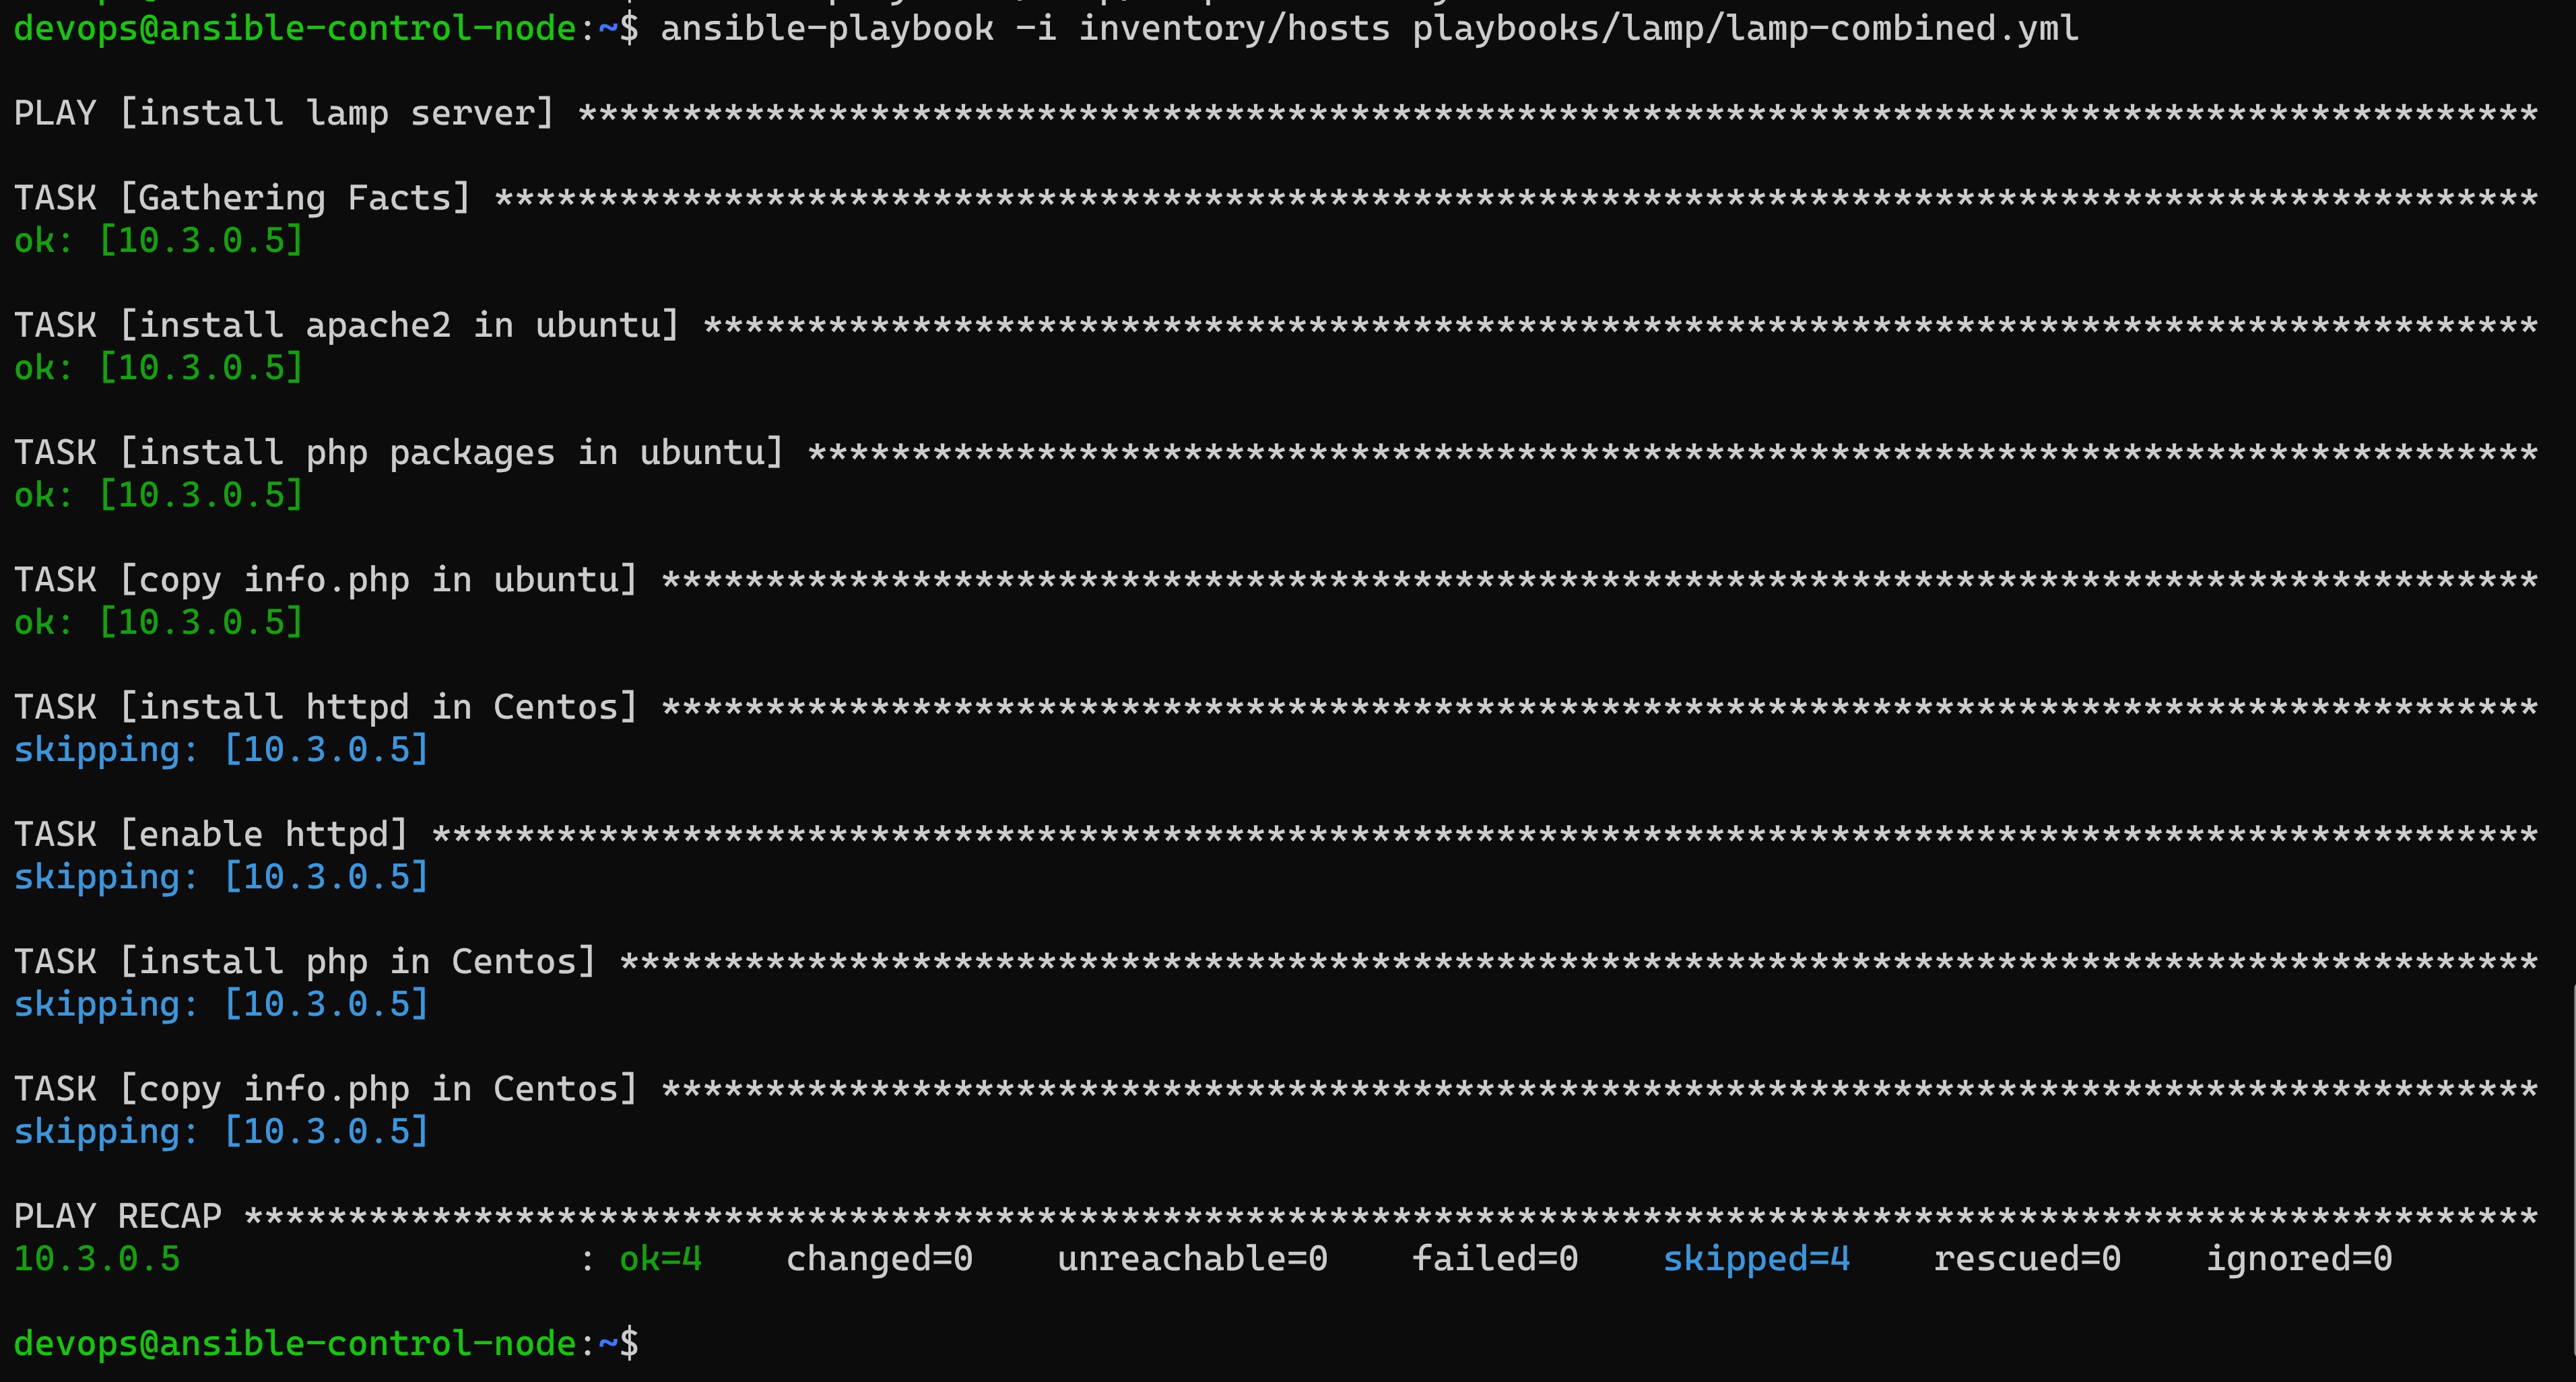 devops@ansible-control-node:~$ ansible-playbook -i inventory/hosts playbooks/lamp/lamp-combined.yml
PLAY [install lamp server] **********************************************************************************************
TASK [Gathering Facts] **************************************************************************************************
ok: [10.3.0.5]
TASK [install apache2 in ubuntu] ****************************************************************************************
ok: [10.3.0.5]
TASK [install php packages in ubuntu] ***********************************************************************************
ok: [10.3.0.5]
TASK [copy info.php in ubuntu] ******************************************************************************************
ok: [10.3.0.5]
TASK [install httpd in Centos] ******************************************************************************************
skipping: [10.3.0.5]
TASK [enable httpd] *****************************************************************************************************
skipping: [10.3.0.5]
TASK [install php in Centos] ********************************************************************************************
skipping: [10.3.0.5]
TASK [copy info.php in Centos] ******************************************************************************************
skipping: [10.3.0.5]
PLAY RECAP **************************************************************************************************************
10.3.0.5                   : ok=4    changed=0    unreachable=0    failed=0    skipped=4    rescued=0    ignored=0
devops@ansible-control-node:~$